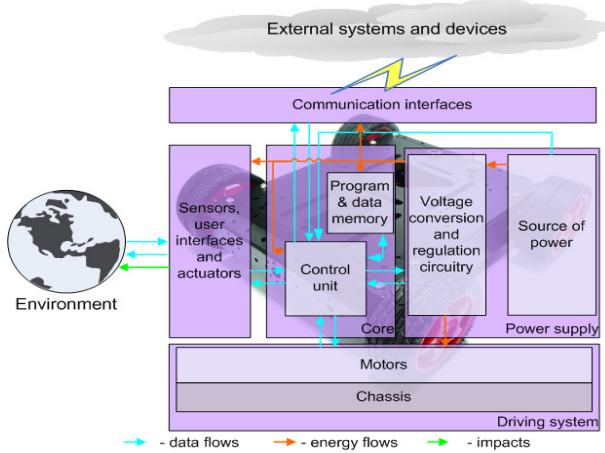 External systems and devices
Communication interfaces
Sensors,
user
interfaces
and
actuators
Program
& data
memory
Voltage
conversion
and
regulation
circuitry
Source of
power
Control
unit
Environment
Core
Power supply
Motors
Chassis
Driving system
- data flows
- energy flows
- impacts